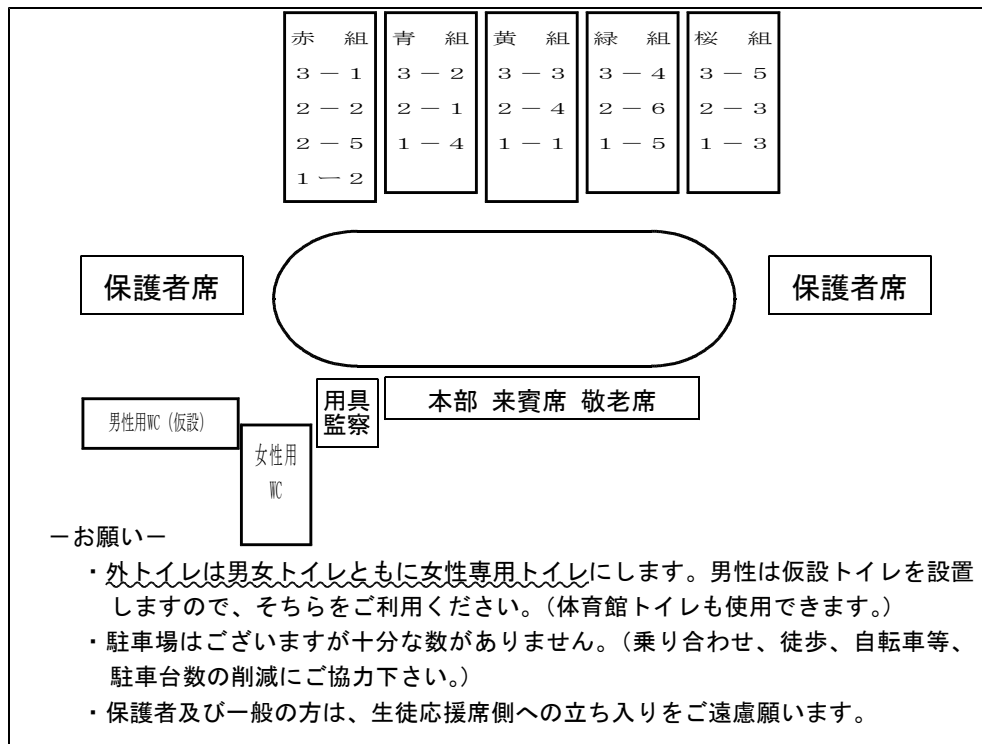 赤　組
３－１
２－２
２－５
１－２
青　組
３－２
２－１
１－４
黄　組
３－３
２－４
１－１
緑　組
３－４
２－６
１－５
桜　組
３－５
２－３
１－３
保護者席
保護者席
用具
監察
本部 来賓席 敬老席
男性用WC（仮設）
女性用
WC
－お願い－
・外トイレは男女トイレともに女性専用トイレにします。男性は仮設トイレを設置
しますので、そちらをご利用ください。（体育館トイレも使用できます。）
・駐車場はございますが十分な数がありません。（乗り合わせ、徒歩、自転車等、
駐車台数の削減にご協力下さい。）
・保護者及び一般の方は、生徒応援席側への立ち入りをご遠慮願います。